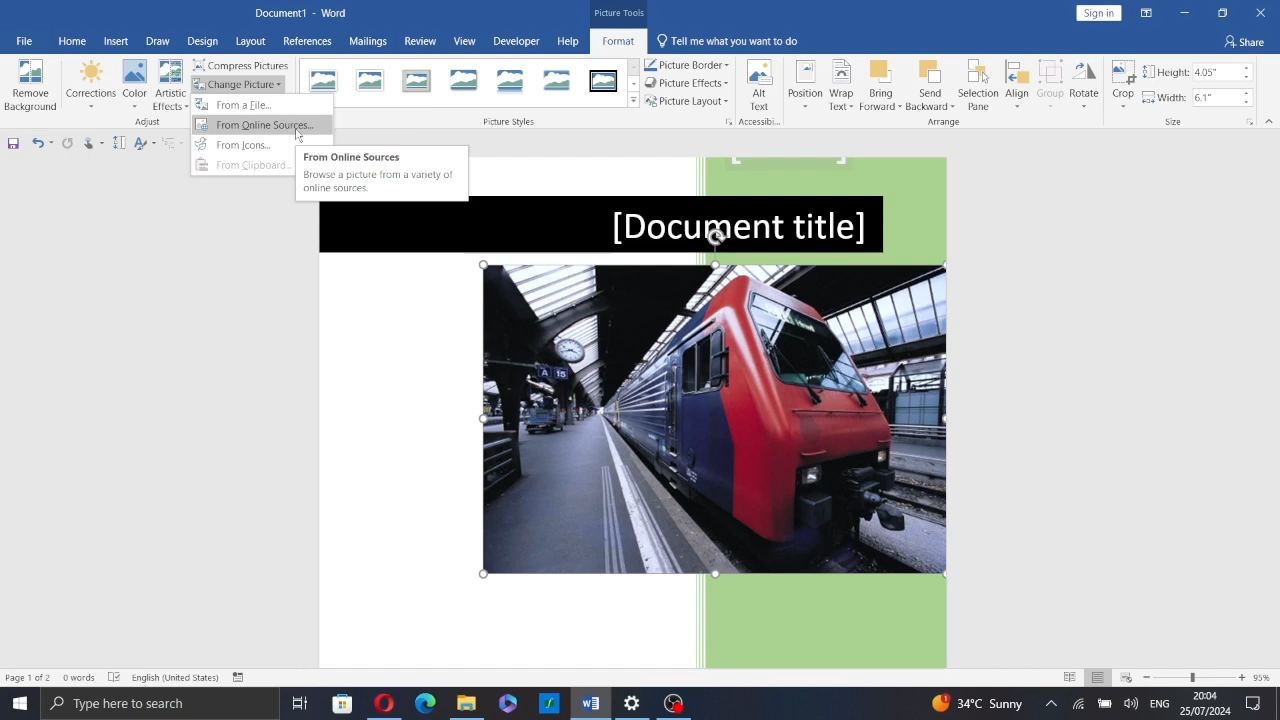 Document1 - Word
Picture Tools
Sign in
File
Home
Insert
Draw
Design
Layout
References
Mailings
Review
View
Developer
Help
Format
Tell me what you want to do
Share
Remove
Background
Corrections
Color
Artistic
Effects
Compress Pictures
Change Picture
Picture Border
Picture Effects
Picture Layout
Alt
Text
Position
Wrap
Text
Bring
Forward
Send
Backward
Selection
Pane
Align
Group
Rotate
Crop
Height: 4.05"
Width: 6.1"
Adjust
Picture Styles
Accessibi...
Arrange
Size
From a File...
From Online Sources...
From Icons...
From Clipboard...
From Online Sources
Browse a picture from a variety of
online sources.
[Document title]
A 15
Page 1 of 2
0 words
English (United States)
95%
Type here to search
1
34°C Sunny
ENG
20:04
25/07/2024